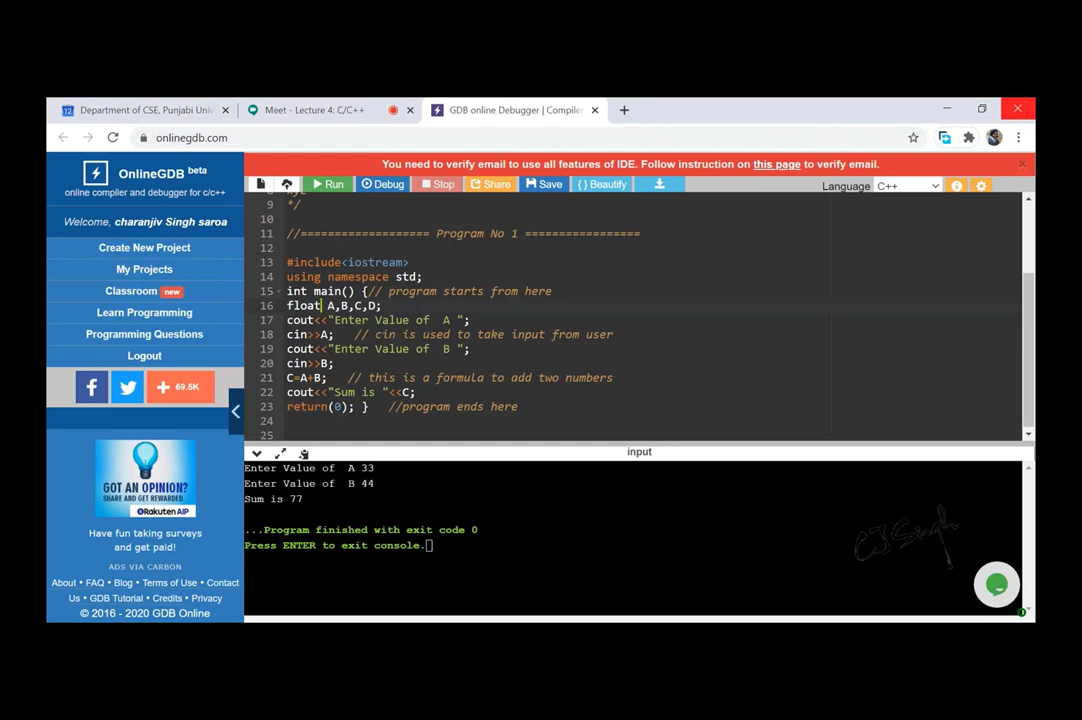 Department of CSE, Punjabi Univ
Meet - Lecture 4: C/C++
GDB online Debugger | Compiler
onlinegdb.com
OnlineGDB beta
online compiler and debugger for c/c++
Welcome, charanjiv Singh saroa
Create New Project
My Projects
Classroom new
Learn Programming
Programming Questions
Logout
69.5K
GOT AN OPINION?
SHARE AND GET REWARDED.
Rakuten AIP
Have fun taking surveys
and get paid!
ADS VIA CARBON
About • FAQ • Blog • Terms of Use • Contact
Us • GDB Tutorial • Credits • Privacy
© 2016 - 2020 GDB Online
You need to verify email to use all features of IDE. Follow instruction on this page to verify email.
Run Debug Stop Share Save { } Beautify Language C++
9 */
10
11 //=================== Program No 1 =================
12
13 #include<iostream>
14 using namespace std;
15 int main() {// program starts from here
16 float A,B,C,D;
17 cout<<"Enter Value of  A ";
18 cin>>A;   // cin is used to take input from user
19 cout<<"Enter Value of  B ";
20 cin>>B;
21 C=A+B;   // this is a formula to add two numbers
22 cout<<"Sum is "<<C;
23 return(0); }   //program ends here
24
25
input
Enter Value of  A 33
Enter Value of  B 44
Sum is 77
...Program finished with exit code 0
Press ENTER to exit console.
CJ Singh